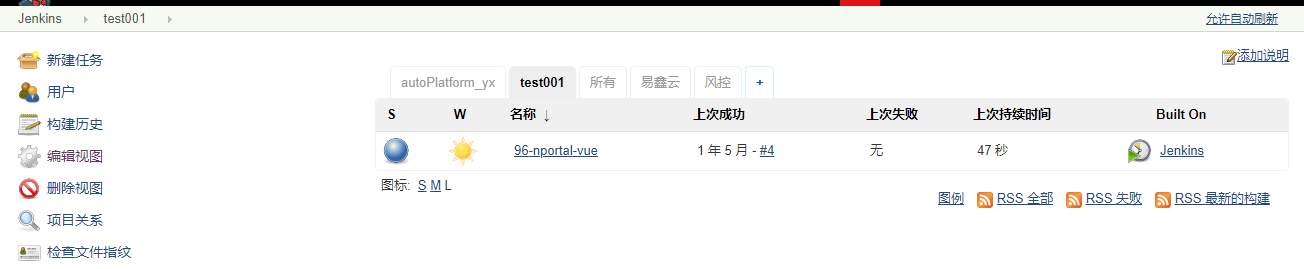 Jenkins test001 允许自动刷新
添加说明
新建任务
用户
构建历史
编辑视图
删除视图
项目关系
检查文件指纹
autoPlatform_yx test001 所有 易鑫云 风控 +
S W 名称 ↓ 上次成功 上次失败 上次持续时间 Built On
96-nportal-vue 1 年 5 月 - #4 无 47 秒 Jenkins
图标: S M L
图例 RSS 全部 RSS 失败 RSS 最新的构建